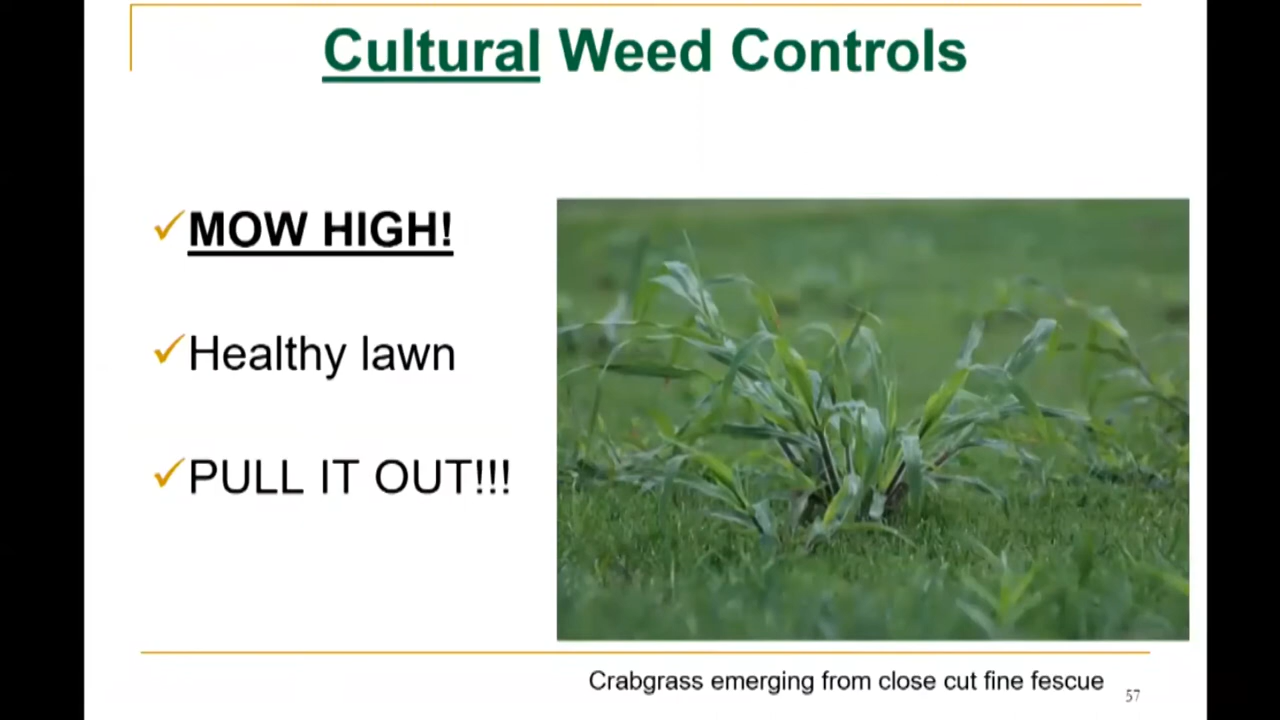 Cultural Weed Controls
MOW HIGH!
Healthy lawn
PULL IT OUT!!!
Crabgrass emerging from close cut fine fescue
57